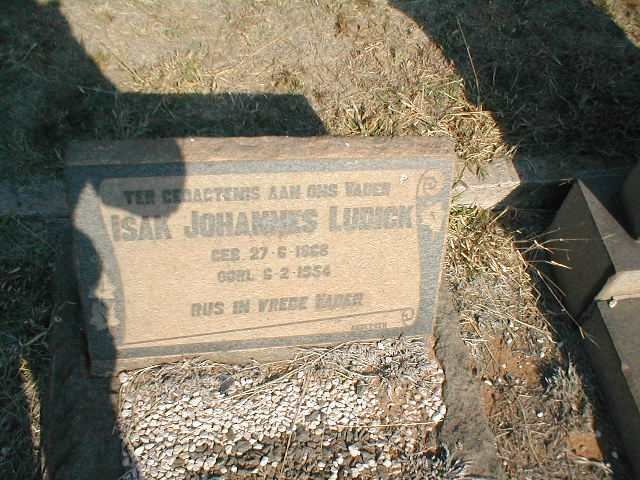 TER GEDAGTENIS AAN ONS VADER
ISAK JOHANNES LUDICK
GEB. 27-6-1868
OORL. 6-2-1954
RUS IN VREDE VADER